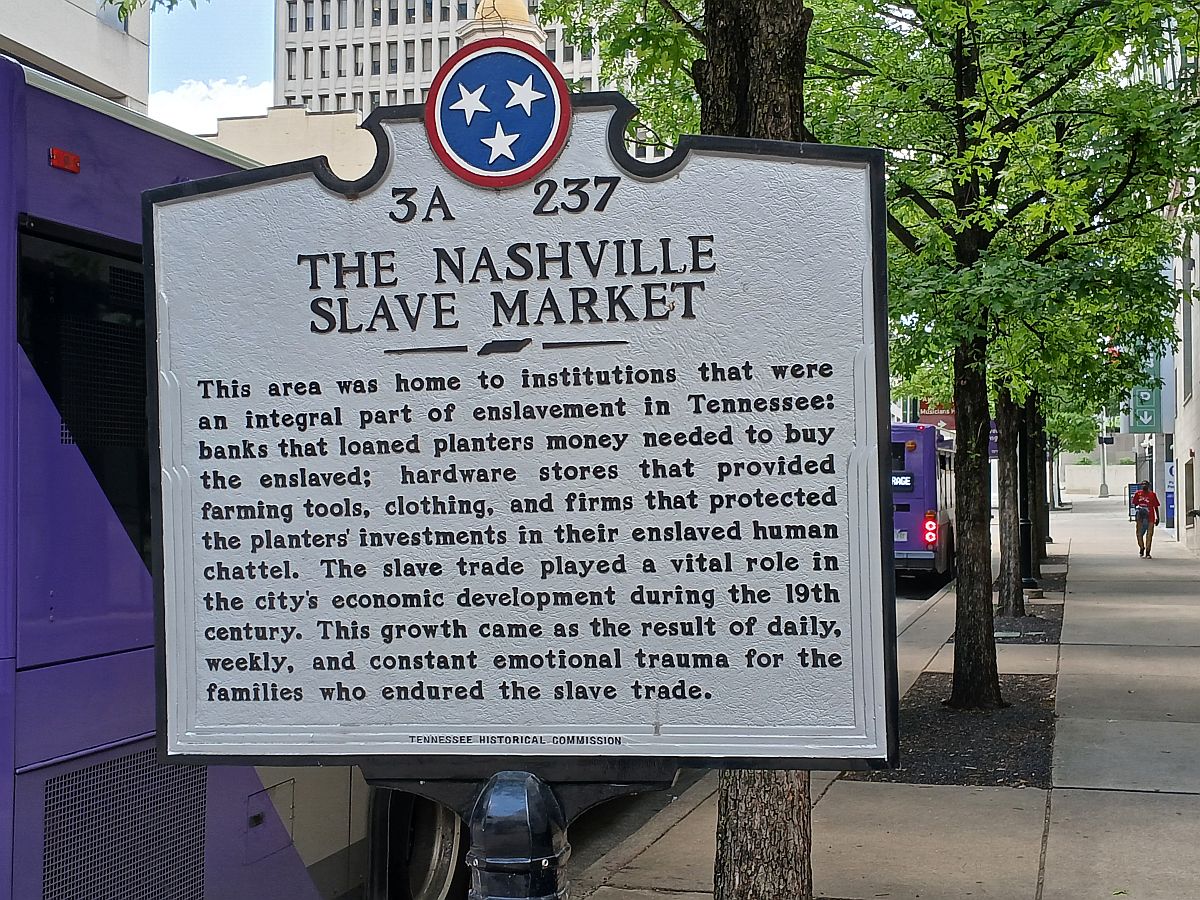 3A 237
THE NASHVILLE
SLAVE MARKET
This area was home to institutions that were
an integral part of enslavement in Tennessee:
banks that loaned planters money needed to buy
the enslaved; hardware stores that provided
farming tools, clothing, and firms that protected
the planters' investments in their enslaved human
chattel. The slave trade played a vital role in
the city's economic development during the 19th
century. This growth came as the result of daily,
weekly, and constant emotional trauma for the
families who endured the slave trade.
TENNESSEE HISTORICAL COMMISSION
Musicians
RAGE
P